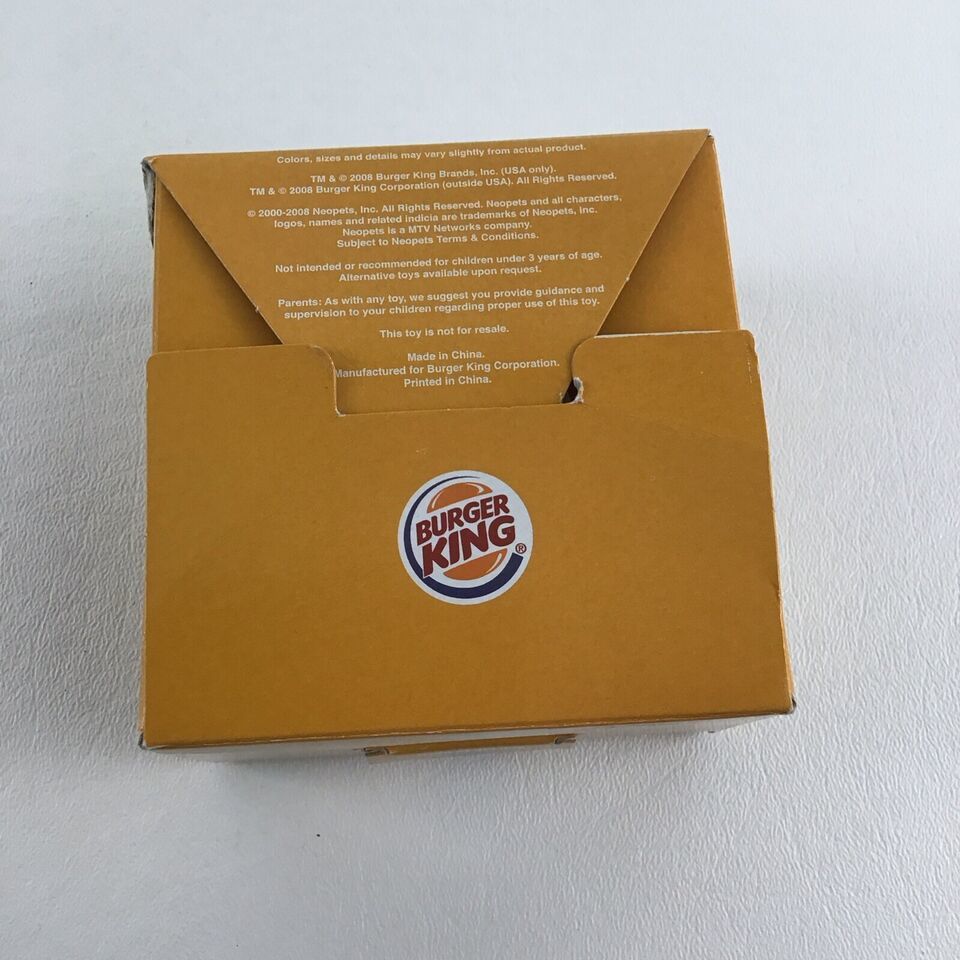 Colors, sizes and details may vary slightly from actual product.
TM & © 2008 Burger King Brands, Inc. (USA only).
TM & © 2008 Burger King Corporation (outside USA). All Rights Reserved.
© 2000-2008 Neopets, Inc. All Rights Reserved. Neopets and all characters,
logos, names and related indicia are trademarks of Neopets, Inc.
Neopets is a MTV Networks company.
Subject to Neopets Terms & Conditions.
Not intended or recommended for children under 3 years of age.
Alternative toys available upon request.
Parents: As with any toy, we suggest you provide guidance and
supervision to your children regarding proper use of this toy.
This toy is not for resale.
Made in China.
Manufactured for Burger King Corporation.
Printed in China.
BURGER
KING®